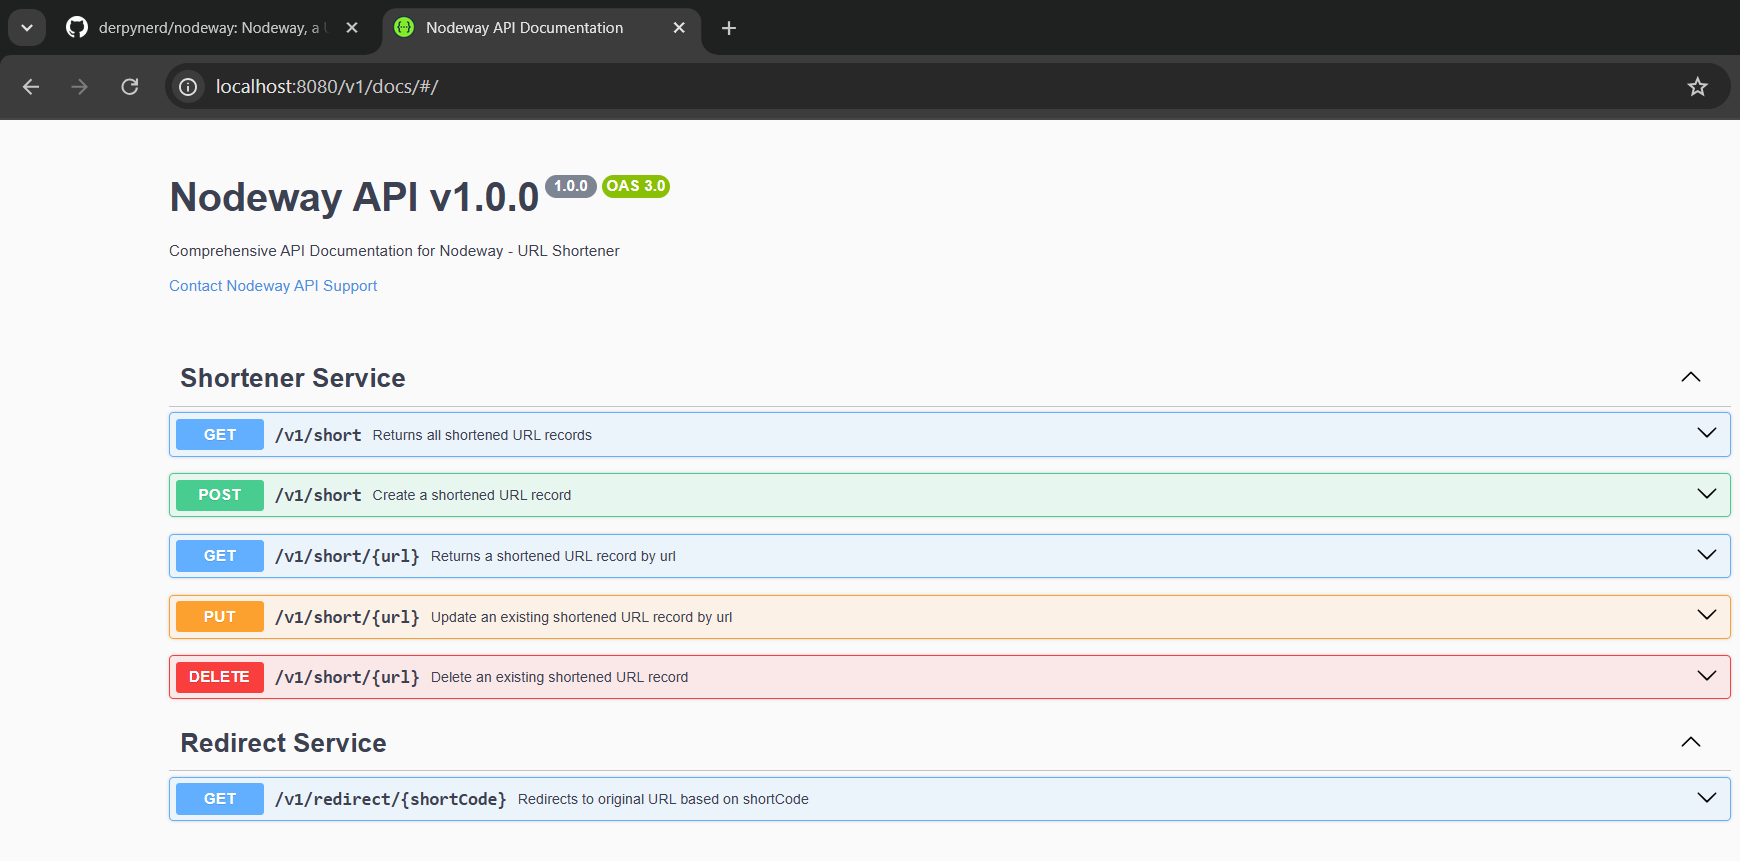 derpynerd/nodeway: Nodeway, a
Nodeway API Documentation
localhost:8080/v1/docs/#/
Nodeway API v1.0.0 1.0.0 OAS 3.0
Comprehensive API Documentation for Nodeway - URL Shortener
Contact Nodeway API Support
Shortener Service
GET /v1/short Returns all shortened URL records
POST /v1/short Create a shortened URL record
GET /v1/short/{url} Returns a shortened URL record by url
PUT /v1/short/{url} Update an existing shortened URL record by url
DELETE /v1/short/{url} Delete an existing shortened URL record
Redirect Service
GET /v1/redirect/{shortCode} Redirects to original URL based on shortCode